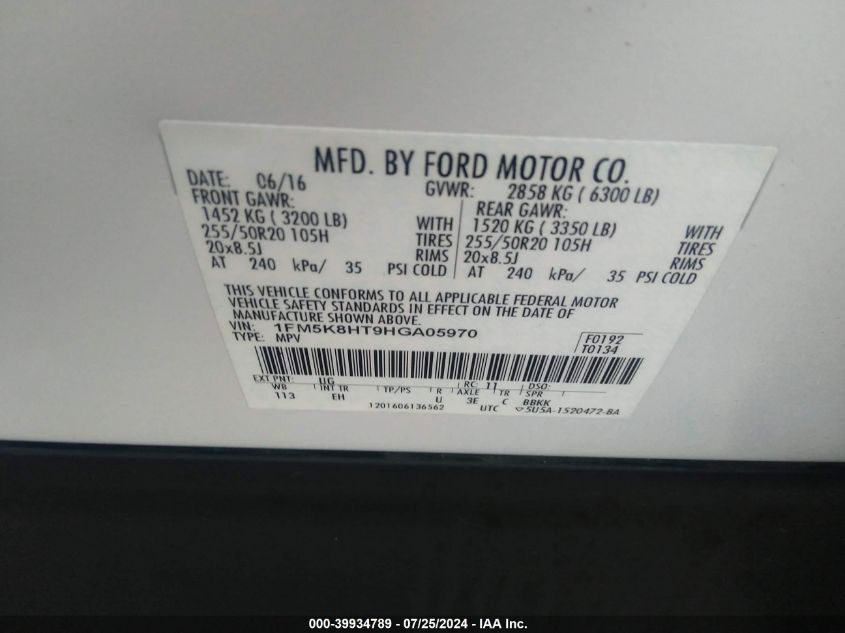 MFD. BY FORD MOTOR CO.
DATE: 06/16 GVWR: 2858 KG ( 6300 LB)
FRONT GAWR: REAR GAWR:
1452 KG ( 3200 LB) WITH 1520 KG ( 3350 LB) WITH
255/50R20 105H TIRES 255/50R20 105H TIRES
20x8.5J RIMS 20x8.5J RIMS
AT 240 kPa/ 35 PSI COLD AT 240 kPa/ 35 PSI COLD
THIS VEHICLE CONFORMS TO ALL APPLICABLE FEDERAL MOTOR
VEHICLE SAFETY STANDARDS IN EFFECT ON THE DATE OF
MANUFACTURE SHOWN ABOVE.
VIN: 1FM5K8HT9HGA05970 F0192
TYPE: MPV T0134
EXT PNT: UG RC: 11 DSO:
WB INT TR TP/PS R AXLE TR SPR
113 EH U 3E C BBKK
1201606136562 UTC ▽5U5A-1520472-BA
000-39934789 - 07/25/2024 - IAA Inc.